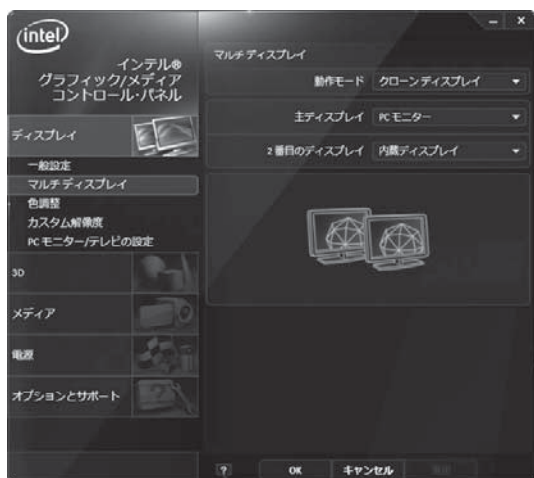 intel
インテル®
グラフィック/メディア
コントロール・パネル
ディスプレイ
一般設定
マルチディスプレイ
色調整
カスタム解像度
PC モニター/テレビの設定
3D
メディア
電源
オプションとサポート
マルチディスプレイ
動作モード クローンディスプレイ
主ディスプレイ PC モニター
2 番目のディスプレイ 内蔵ディスプレイ
? OK キャンセル